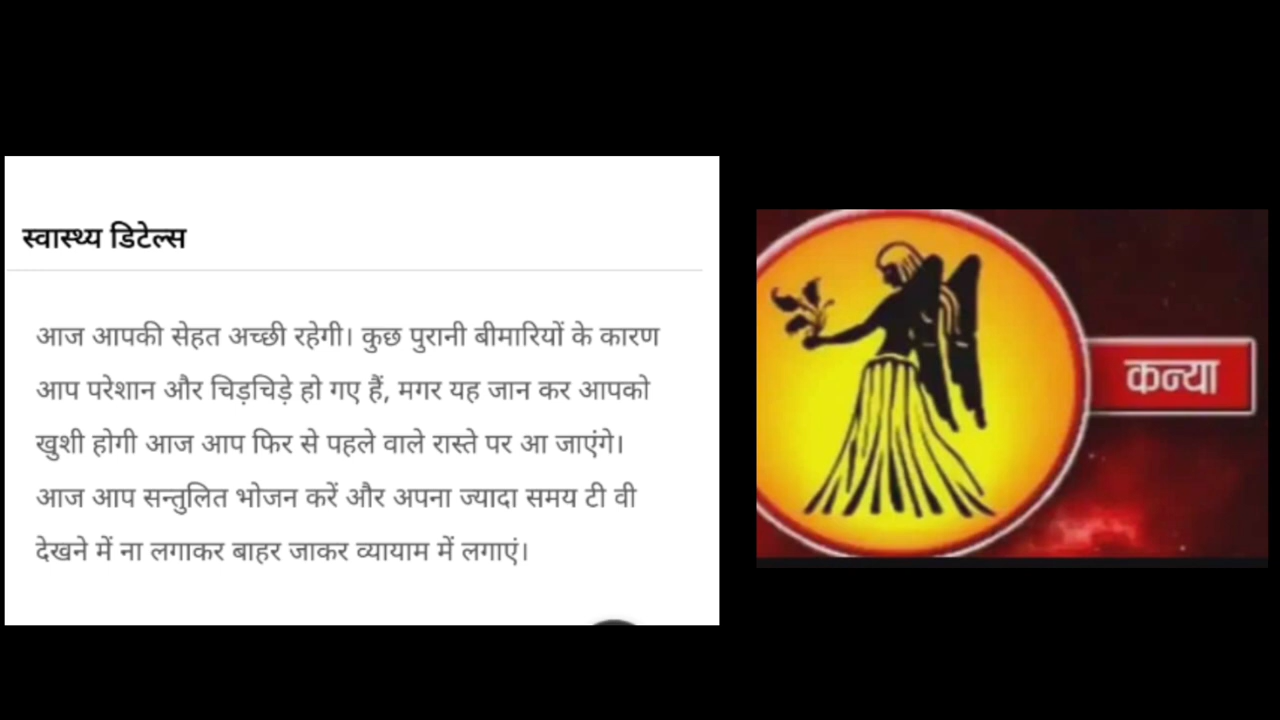 स्वास्थ्य डिटेल्स
आज आपकी सेहत अच्छी रहेगी। कुछ पुरानी बीमारियों के कारण
आप परेशान और चिड़चिड़े हो गए हैं, मगर यह जान कर आपको
खुशी होगी आज आप फिर से पहले वाले रास्ते पर आ जाएंगे।
आज आप सन्तुलित भोजन करें और अपना ज्यादा समय टी वी
देखने में ना लगाकर बाहर जाकर व्यायाम में लगाएं।
कन्या